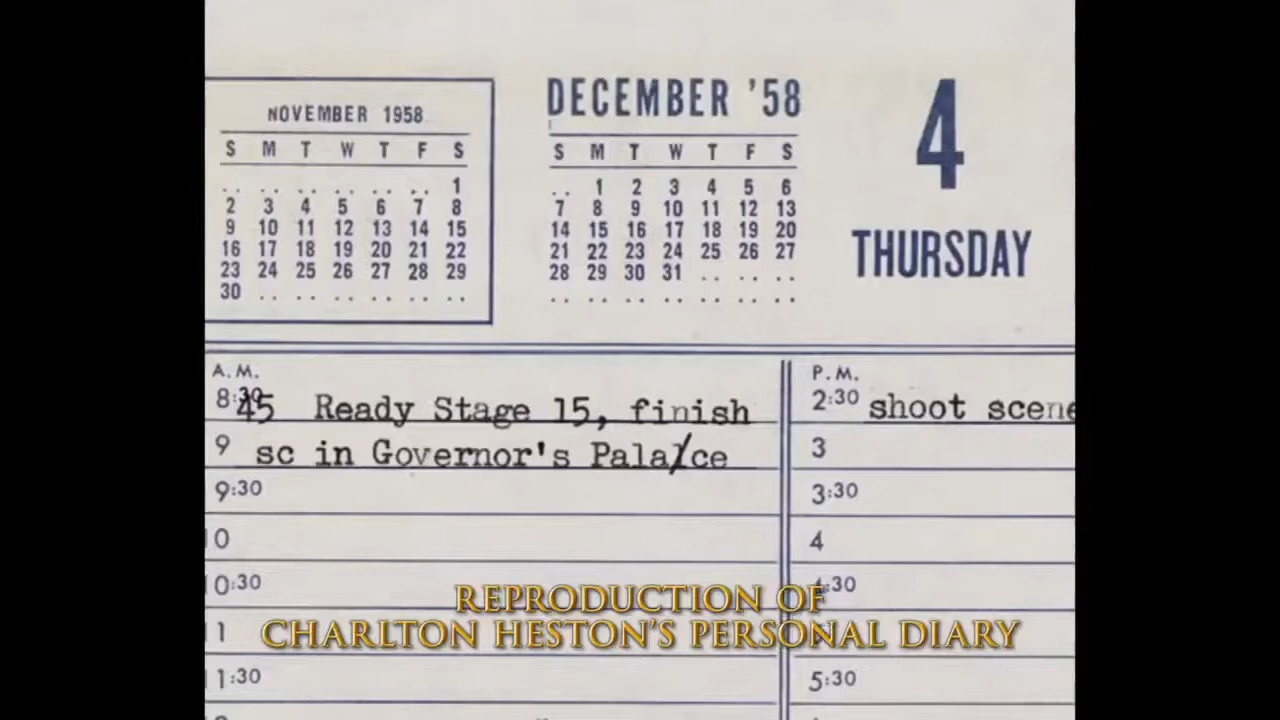 NOVEMBER 1958
S M T W T F S
.. .. .. .. .. .. 1
2 3 4 5 6 7 8
9 10 11 12 13 14 15
16 17 18 19 20 21 22
23 24 25 26 27 28 29
30 .. .. .. .. .. ..
DECEMBER '58
S M T W T F S
.. 1 2 3 4 5 6
7 8 9 10 11 12 13
14 15 16 17 18 19 20
21 22 23 24 25 26 27
28 29 30 31 .. .. ..
.. .. .. .. .. .. ..
4
THURSDAY
A.M.
8:30 45 Ready Stage 15, finish
9 sc in Governor's Pala/ce
9:30
10
10:30
11
11:30
P.M.
2:30 shoot scene
3
3:30
4
4:30
5:30
REPRODUCTION OF
CHARLTON HESTON'S PERSONAL DIARY